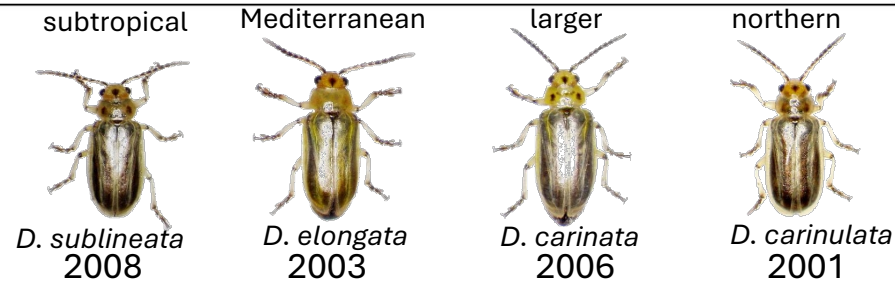 subtropical Mediterranean larger northern
D. sublineata D. elongata D. carinata D. carinulata
2008 2003 2006 2001